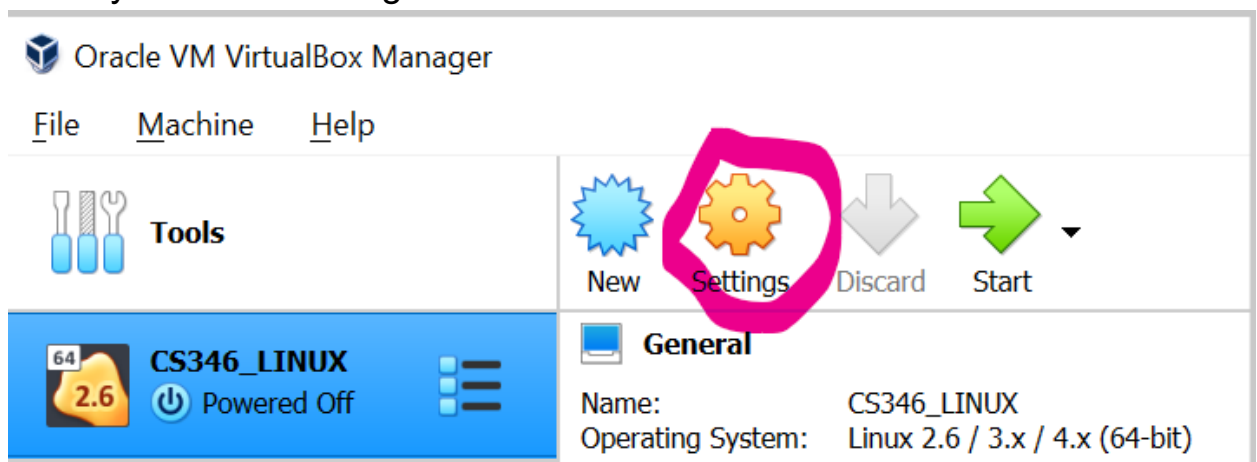 Oracle VM VirtualBox Manager
File Machine Help
Tools
New Settings Discard Start
64
2.6
CS346_LINUX
Powered Off
General
Name: CS346_LINUX
Operating System: Linux 2.6 / 3.x / 4.x (64-bit)